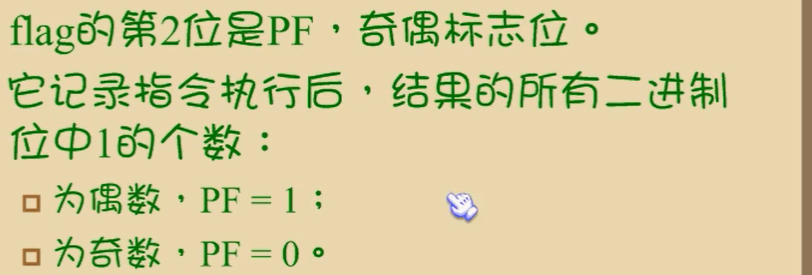 flag的第2位是PF，奇偶标志位。
它记录指令执行后，结果的所有二进制
位中1的个数：
为偶数，PF = 1；
为奇数，PF = 0。